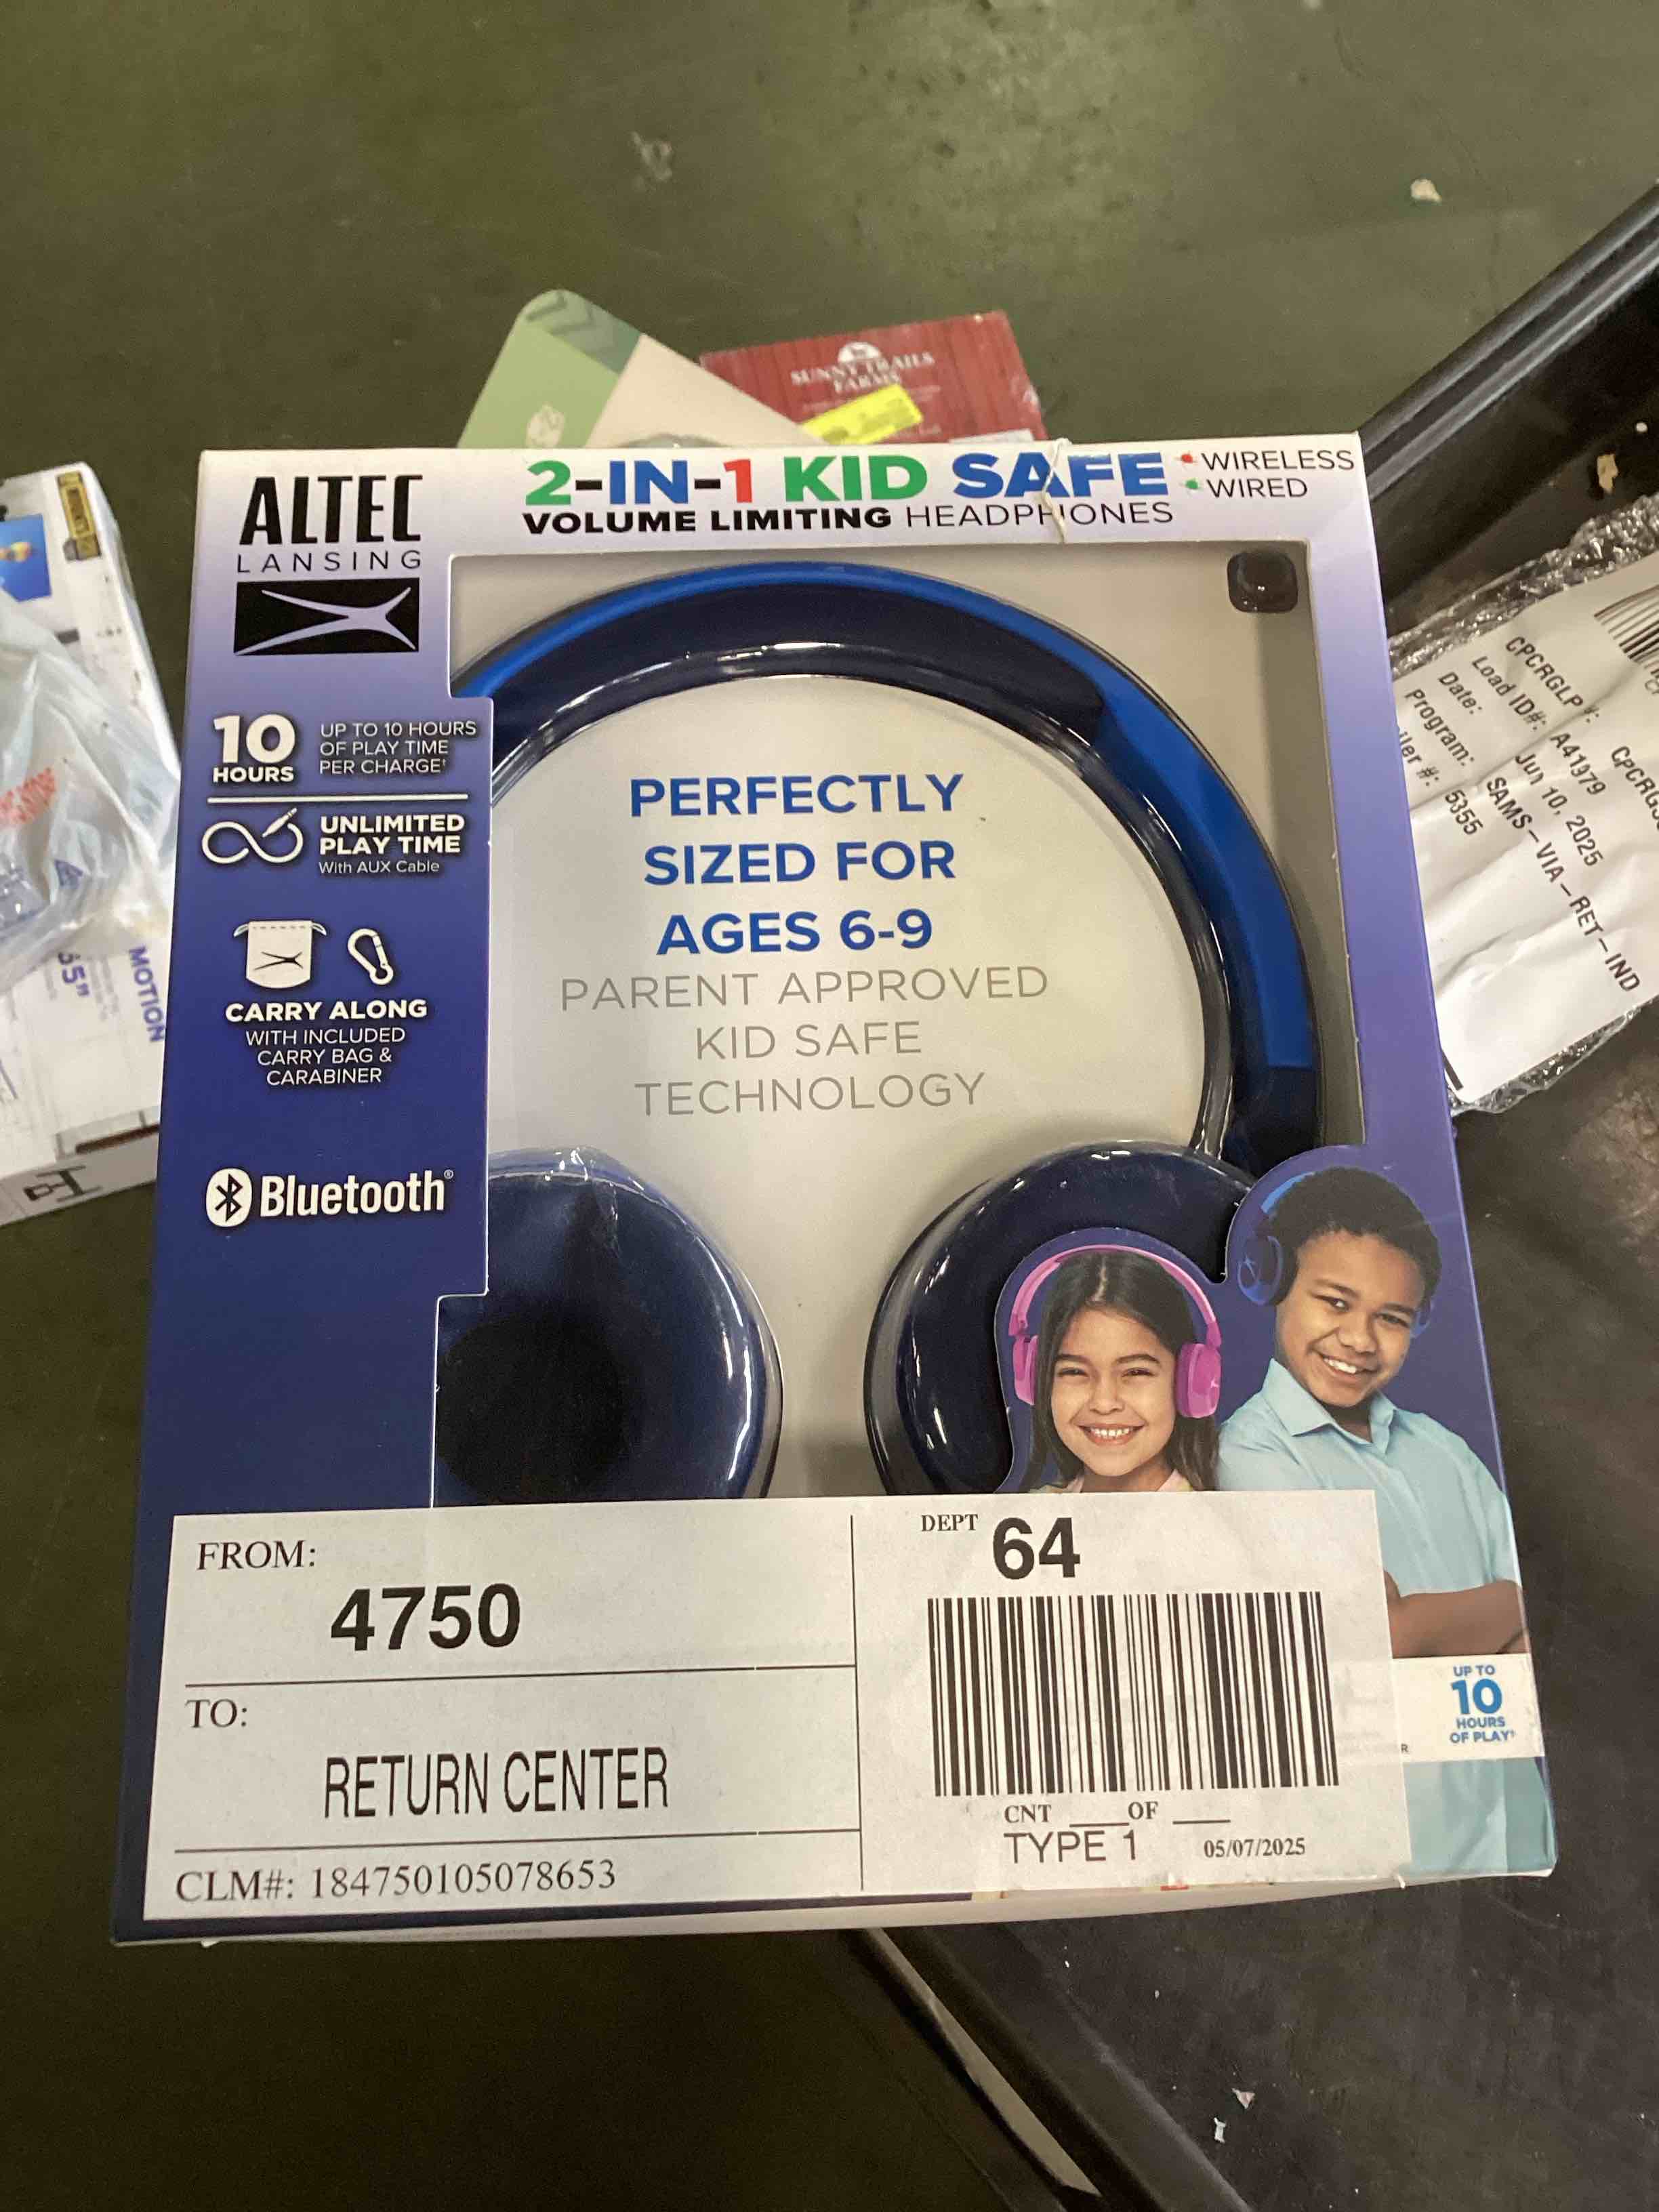 SUNNY TRAILS
FARMS
ALTEC
LANSING
2-IN-1 KID SAFE
WIRELESS
WIRED
VOLUME LIMITING HEADPHONES
10
HOURS
UP TO 10 HOURS
OF PLAY TIME
PER CHARGE†
UNLIMITED
PLAY TIME
With AUX Cable
CARRY ALONG
WITH INCLUDED
CARRY BAG &
CARABINER
Bluetooth®
PERFECTLY
SIZED FOR
AGES 6-9
PARENT APPROVED
KID SAFE
TECHNOLOGY
FROM:
4750
TO:
RETURN CENTER
CLM#: 184750105078653
DEPT 64
CNT ___ OF ___
TYPE 1
05/07/2025
UP TO
10
HOURS
OF PLAY†
R
CPCRGLP #:
Load ID#: A41979
Date: Jun 10, 2025
Program: SAMS-VIA-RET-IND
#: 5355
MOTION
55"